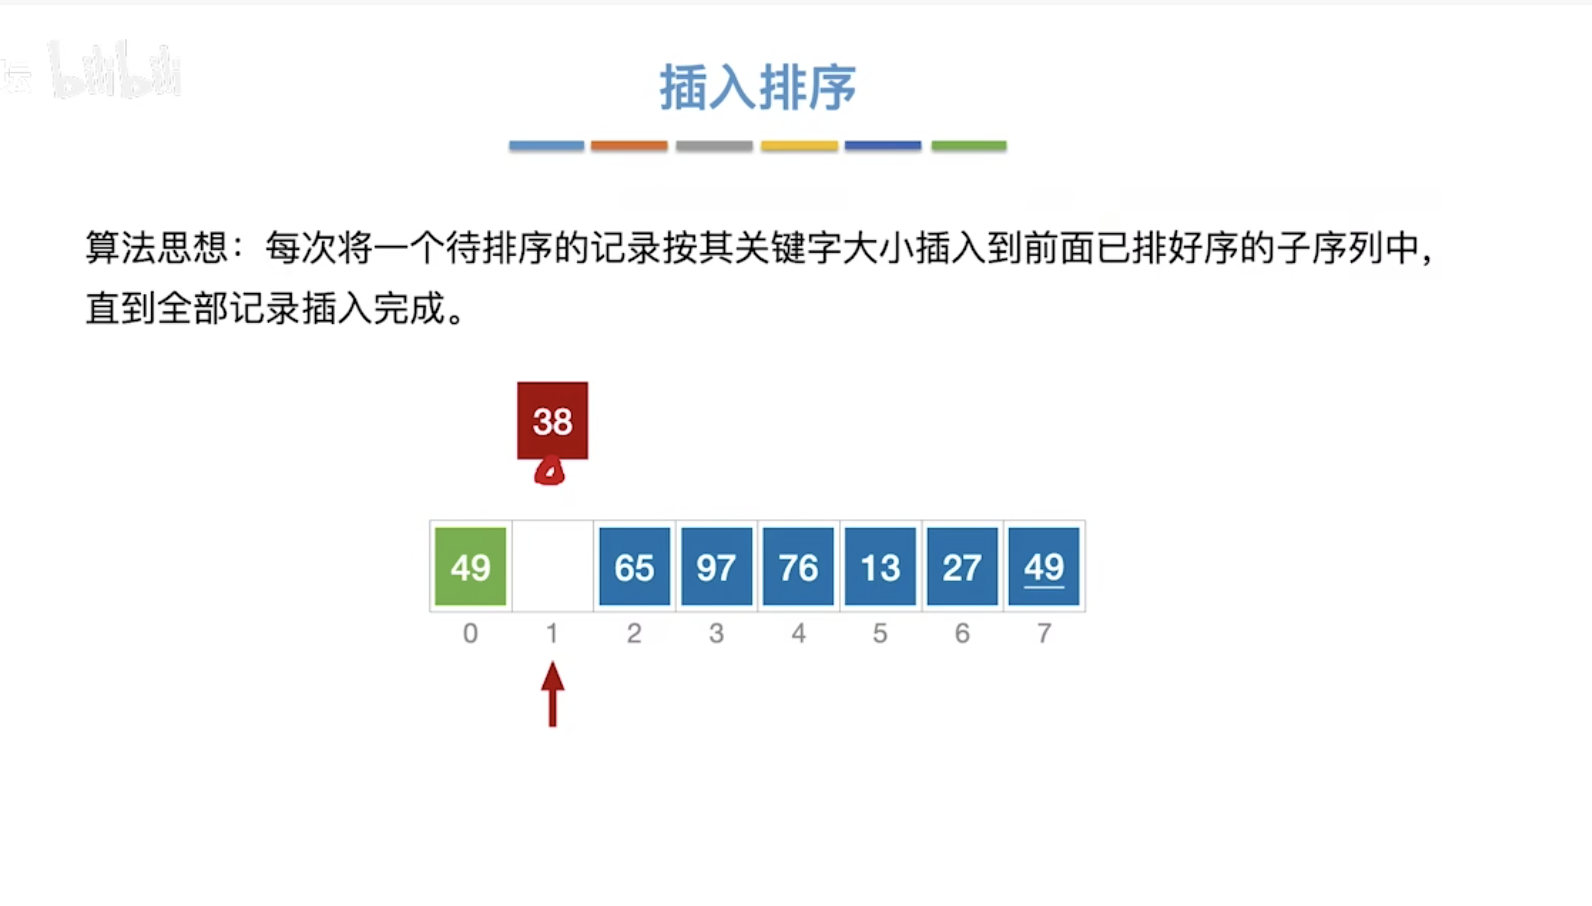 坛 bilibili
插入排序
算法思想：每次将一个待排序的记录按其关键字大小插入到前面已排好序的子序列中，
直到全部记录插入完成。
38
49 65 97 76 13 27 49
0 1 2 3 4 5 6 7